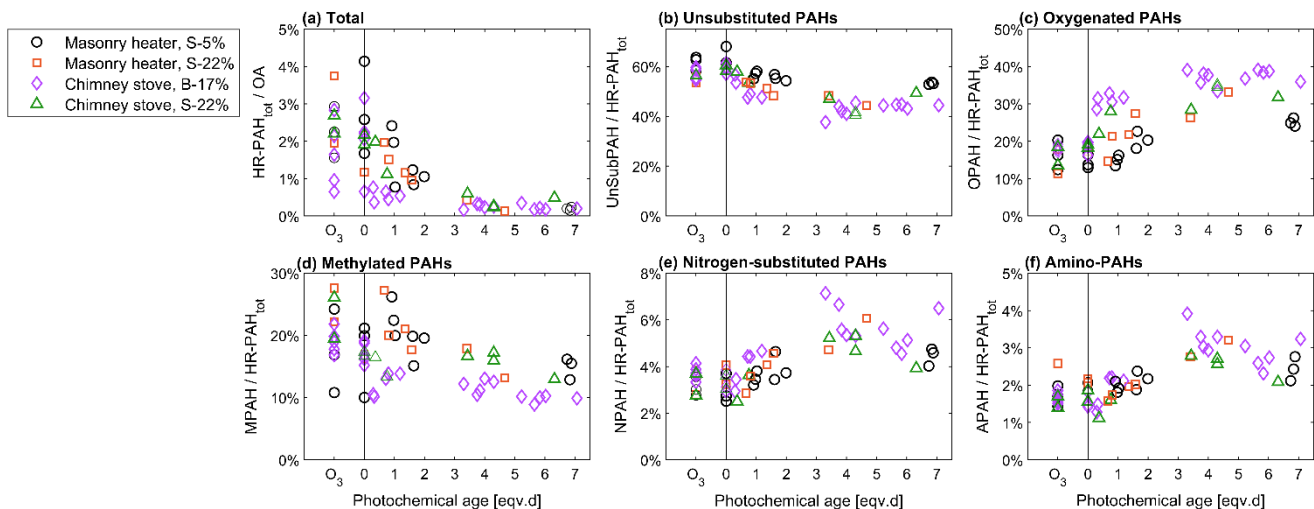 Masonry heater, S-5%
Masonry heater, S-22%
Chimney stove, B-17%
Chimney stove, S-22%
(a) Total
HR-PAHtot / OA
5%
4%
3%
2%
1%
0%
O3 0 1 2 3 4 5 6 7
(b) Unsubstituted PAHs
UnSubPAH / HR-PAHtot
60%
40%
20%
0%
O3 0 1 2 3 4 5 6 7
(c) Oxygenated PAHs
OPAH / HR-PAHtot
50%
40%
30%
20%
10%
0%
O3 0 1 2 3 4 5 6 7
(d) Methylated PAHs
MPAH / HR-PAHtot
30%
20%
10%
0%
O3 0 1 2 3 4 5 6 7
Photochemical age [eqv.d]
(e) Nitrogen-substituted PAHs
NPAH / HR-PAHtot
8%
6%
4%
2%
0%
O3 0 1 2 3 4 5 6 7
Photochemical age [eqv.d]
(f) Amino-PAHs
APAH / HR-PAHtot
5%
4%
3%
2%
1%
0%
O3 0 1 2 3 4 5 6 7
Photochemical age [eqv.d]